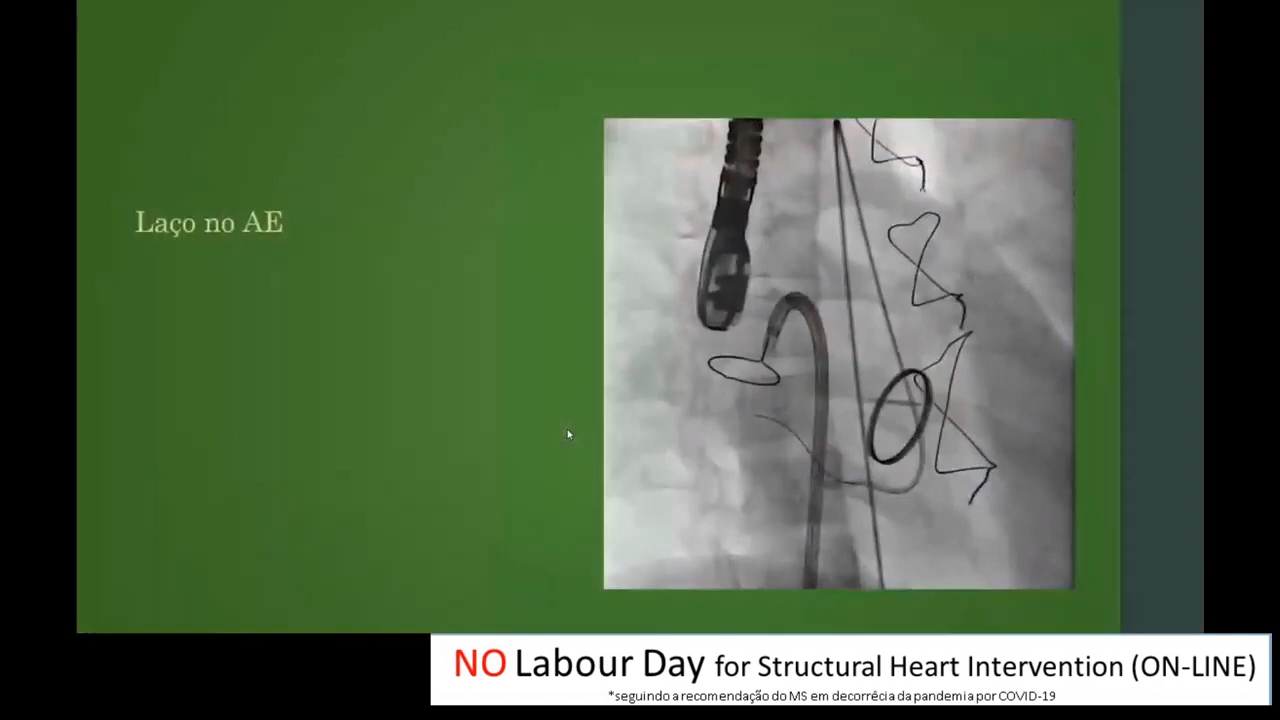 Laço no AE
NO Labour Day for Structural Heart Intervention (ON-LINE)
*seguindo a recomendação do MS em decorrêcia da pandemia por COVID-19